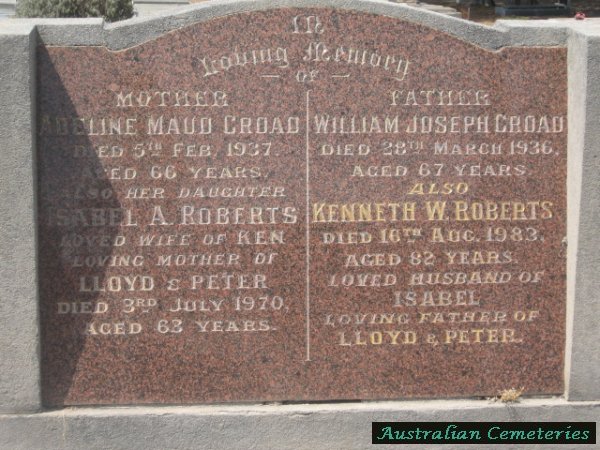 In
Loving Memory
of
MOTHER
ADELINE MAUD CROAD
DIED 5TH FEB. 1937.
AGED 66 YEARS.
ALSO HER DAUGHTER
ISABEL A. ROBERTS
LOVED WIFE OF KEN
LOVING MOTHER OF
LLOYD & PETER
DIED 3RD JULY 1970,
AGED 63 YEARS.
FATHER
WILLIAM JOSEPH CROAD
DIED 28TH MARCH 1936,
AGED 67 YEARS.
ALSO
KENNETH W. ROBERTS
DIED 16TH AUG. 1983,
AGED 82 YEARS
LOVED HUSBAND OF
ISABEL
LOVING FATHER OF
LLOYD & PETER.
Australian Cemeteries